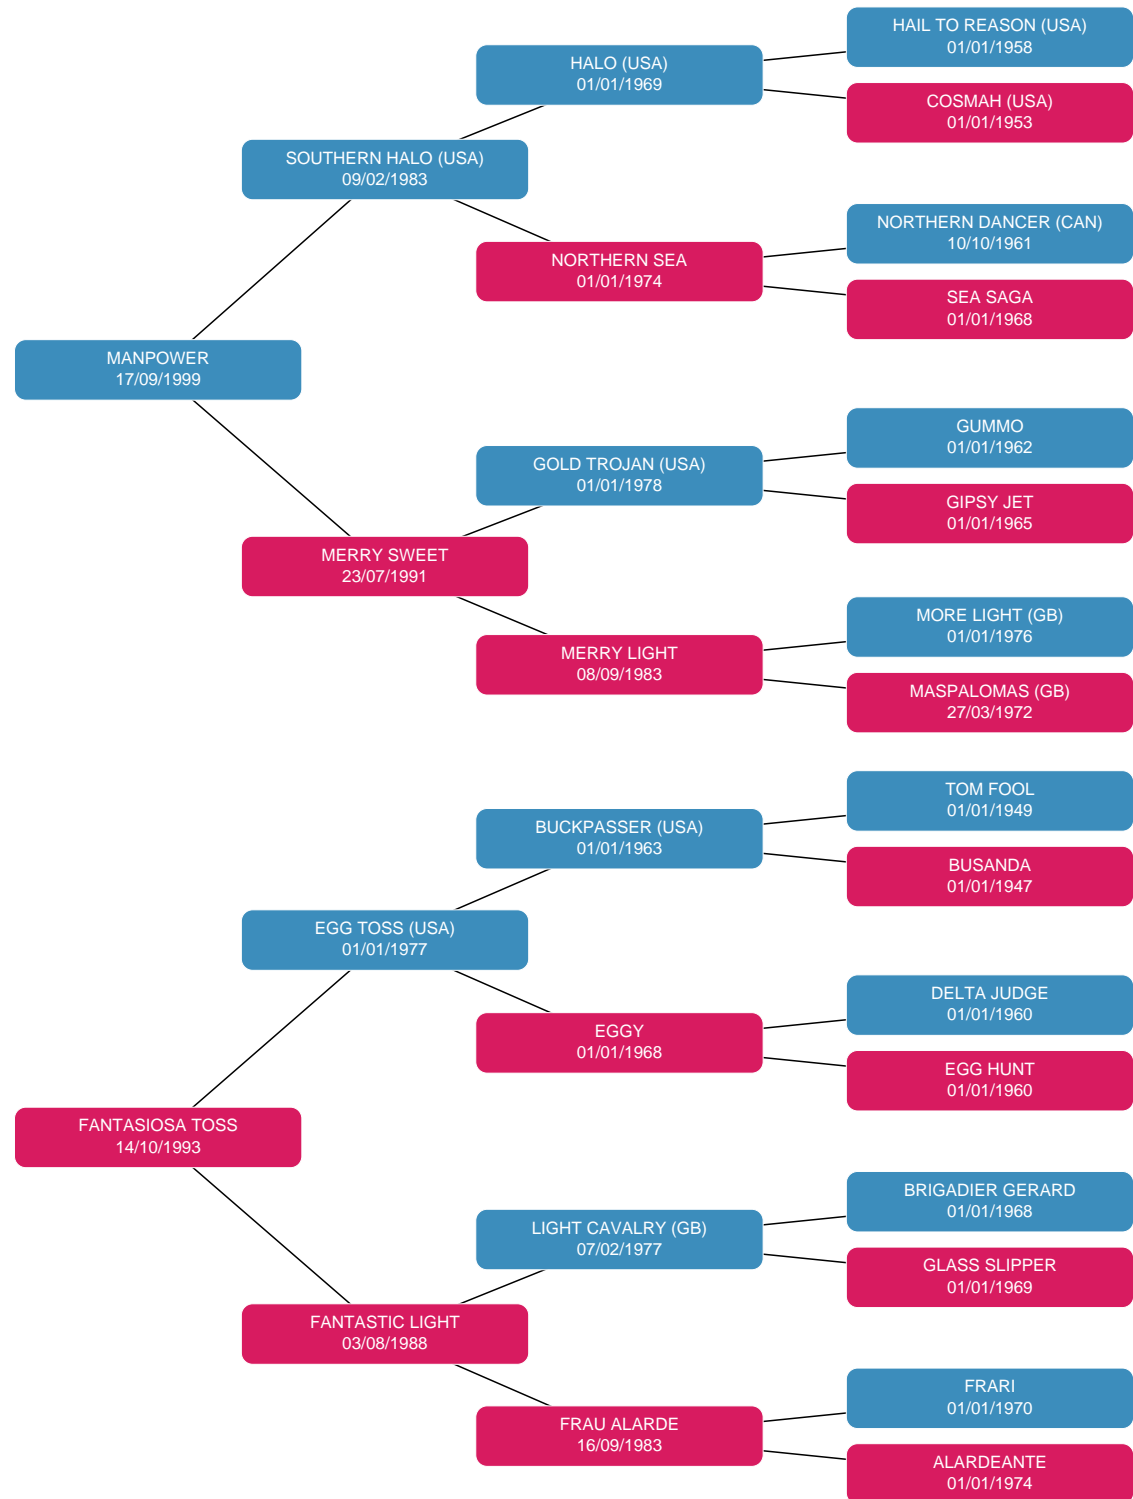 HAIL TO REASON (USA)
01/01/1958
HALO (USA)
01/01/1969
COSMAH (USA)
01/01/1953
SOUTHERN HALO (USA)
09/02/1983
NORTHERN DANCER (CAN)
10/10/1961
NORTHERN SEA
01/01/1974
SEA SAGA
01/01/1968
MANPOWER
17/09/1999
GUMMO
01/01/1962
GOLD TROJAN (USA)
01/01/1978
GIPSY JET
01/01/1965
MERRY SWEET
23/07/1991
MORE LIGHT (GB)
01/01/1976
MERRY LIGHT
08/09/1983
MASPALOMAS (GB)
27/03/1972
TOM FOOL
01/01/1949
BUCKPASSER (USA)
01/01/1963
BUSANDA
01/01/1947
EGG TOSS (USA)
01/01/1977
DELTA JUDGE
01/01/1960
EGGY
01/01/1968
EGG HUNT
01/01/1960
FANTASIOSA TOSS
14/10/1993
BRIGADIER GERARD
01/01/1968
LIGHT CAVALRY (GB)
07/02/1977
GLASS SLIPPER
01/01/1969
FANTASTIC LIGHT
03/08/1988
FRARI
01/01/1970
FRAU ALARDE
16/09/1983
ALARDEANTE
01/01/1974